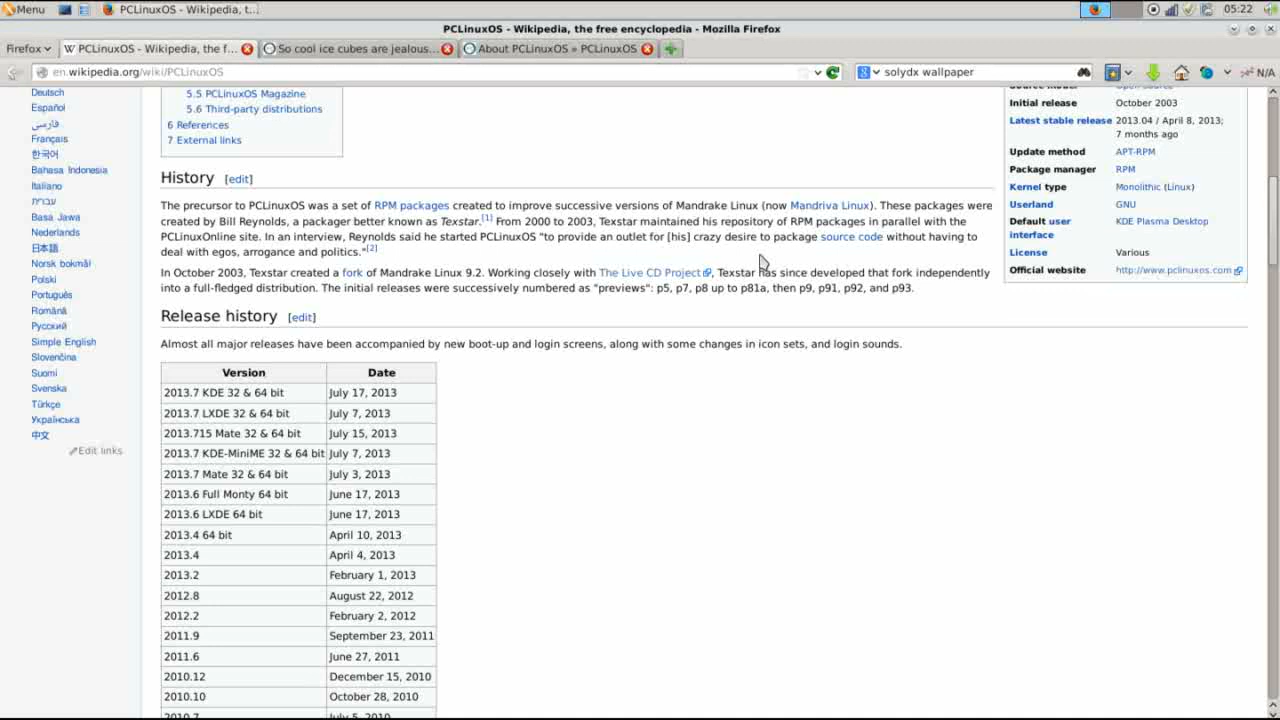 Menu
PCLinuxOS - Wikipedia, t...
05:22
PCLinuxOS - Wikipedia, the free encyclopedia - Mozilla Firefox
Firefox
W PCLinuxOS - Wikipedia, the f...
So cool ice cubes are jealous...
About PCLinuxOS » PCLinuxOS
en.wikipedia.org/wiki/PCLinuxOS
solydx wallpaper
N/A
Deutsch
Español
فارسی
Français
한국어
Bahasa Indonesia
Italiano
עברית
Basa Jawa
Nederlands
日本語
Norsk bokmål
Polski
Português
Română
Русский
Simple English
Slovenčina
Suomi
Svenska
Türkçe
Українська
中文
Edit links
5.5 PCLinuxOS Magazine
5.6 Third-party distributions
6 References
7 External links
History [edit]
The precursor to PCLinuxOS was a set of RPM packages created to improve successive versions of Mandrake Linux (now Mandriva Linux). These packages were
created by Bill Reynolds, a packager better known as Texstar.[1] From 2000 to 2003, Texstar maintained his repository of RPM packages in parallel with the
PCLinuxOnline site. In an interview, Reynolds said he started PCLinuxOS "to provide an outlet for [his] crazy desire to package source code without having to
deal with egos, arrogance and politics."[2]
In October 2003, Texstar created a fork of Mandrake Linux 9.2. Working closely with The Live CD Project, Texstar has since developed that fork independently
into a full-fledged distribution. The initial releases were successively numbered as "previews": p5, p7, p8 up to p81a, then p9, p91, p92, and p93.
Source model Open Source
Initial release October 2003
Latest stable release 2013.04 / April 8, 2013;
7 months ago
Update method APT-RPM
Package manager RPM
Kernel type Monolithic (Linux)
Userland GNU
Default user KDE Plasma Desktop
interface
License Various
Official website http://www.pclinuxos.com
Release history [edit]
Almost all major releases have been accompanied by new boot-up and login screens, along with some changes in icon sets, and login sounds.
Version Date
2013.7 KDE 32 & 64 bit July 17, 2013
2013.7 LXDE 32 & 64 bit July 7, 2013
2013.715 Mate 32 & 64 bit July 15, 2013
2013.7 KDE-MiniME 32 & 64 bit July 7, 2013
2013.7 Mate 32 & 64 bit July 3, 2013
2013.6 Full Monty 64 bit June 17, 2013
2013.6 LXDE 64 bit June 17, 2013
2013.4 64 bit April 10, 2013
2013.4 April 4, 2013
2013.2 February 1, 2013
2012.8 August 22, 2012
2012.2 February 2, 2012
2011.9 September 23, 2011
2011.6 June 27, 2011
2010.12 December 15, 2010
2010.10 October 28, 2010
2010.7 July 5, 2010